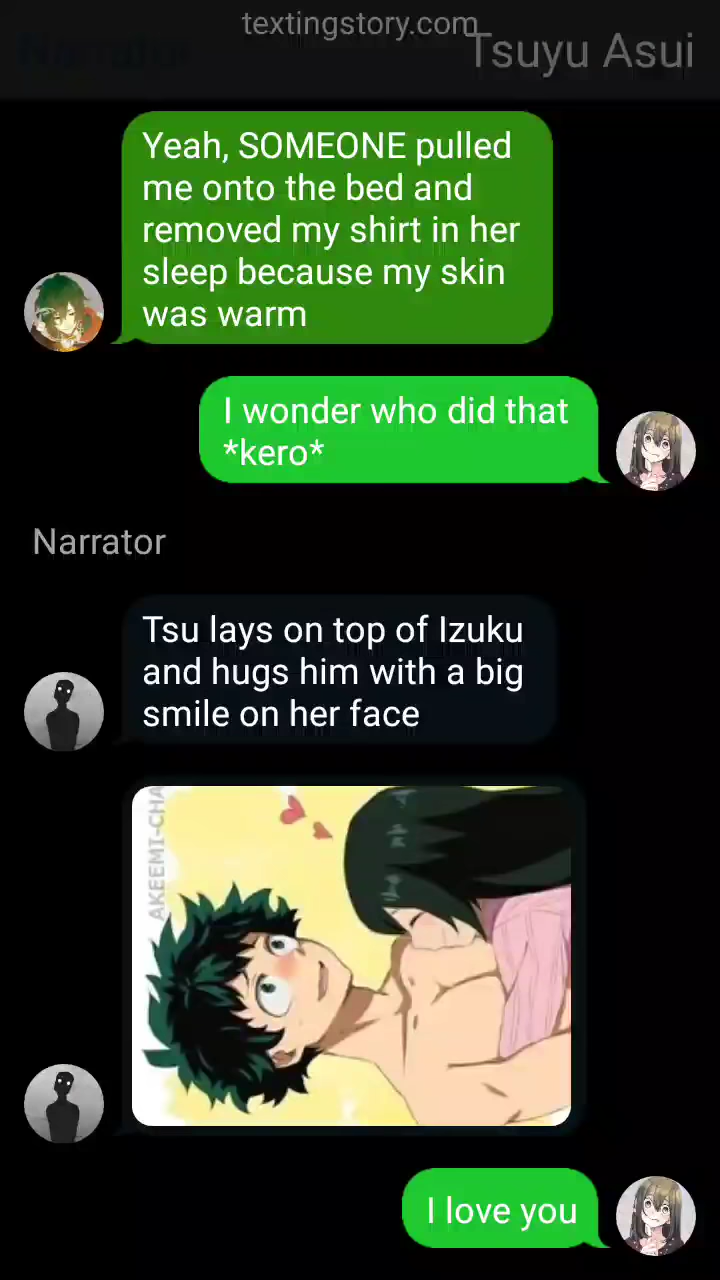 textingstory.com
Narrator
Tsuyu Asui
Yeah, SOMEONE pulled
me onto the bed and
removed my shirt in her
sleep because my skin
was warm
I wonder who did that
*kero*
Narrator
Tsu lays on top of Izuku
and hugs him with a big
smile on her face
AKEEMI-CHA
I love you